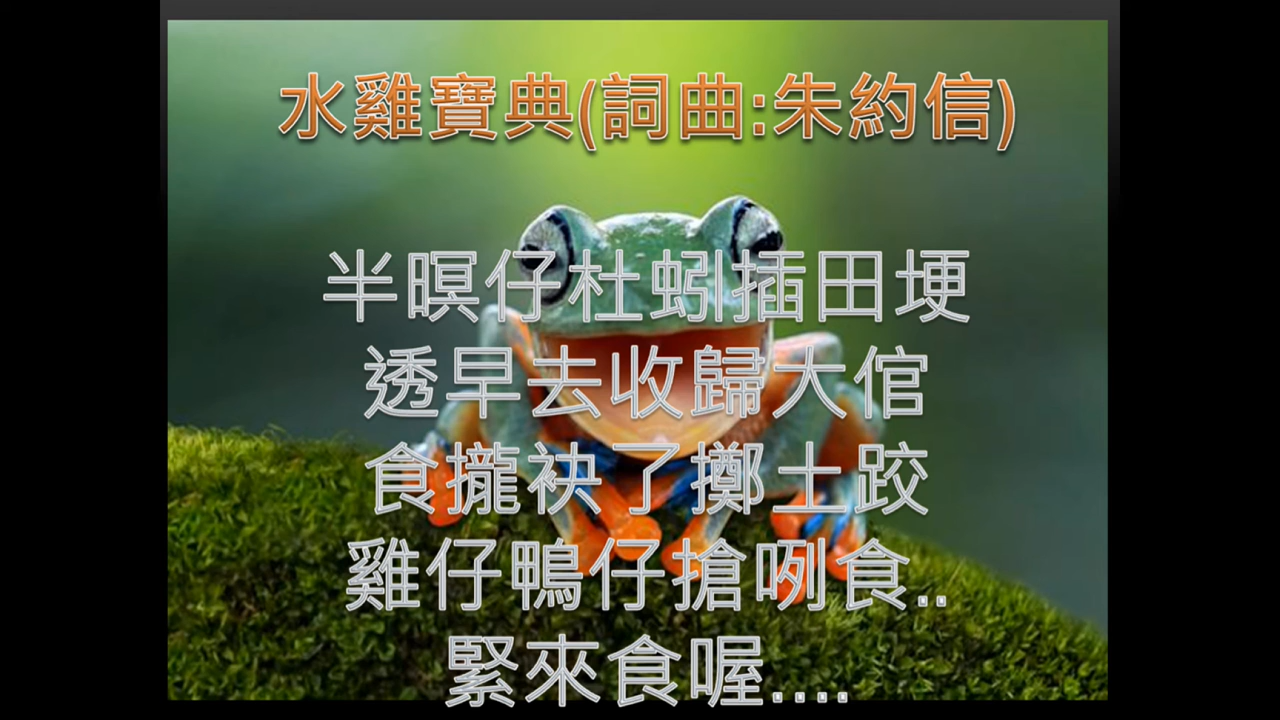 水雞寶典(詞曲:朱約信)
半暝仔杜蚓插田埂
透早去收歸大倌
食攏袂了擲土跤
雞仔鴨仔搶咧食..
緊來食喔....